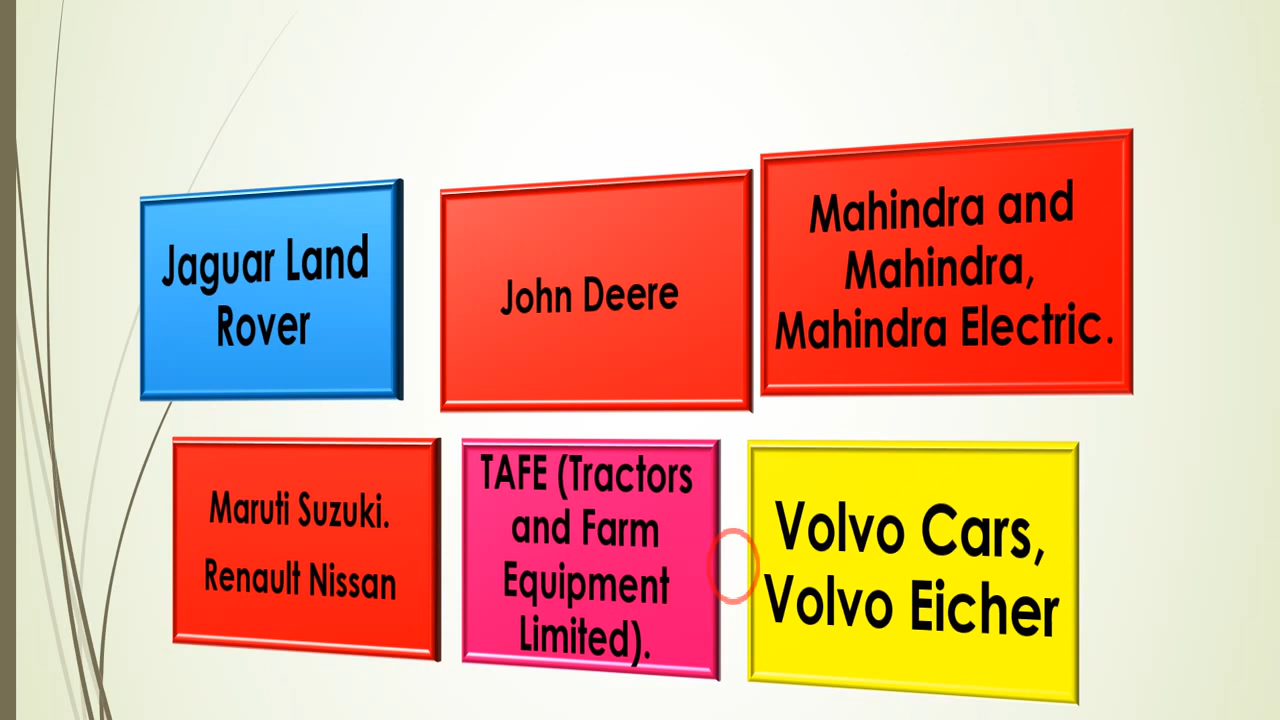 Jaguar Land
Rover
John Deere
Mahindra and
Mahindra,
Mahindra Electric.
Maruti Suzuki.
Renault Nissan
TAFE (Tractors
and Farm
Equipment
Limited).
Volvo Cars,
Volvo Eicher